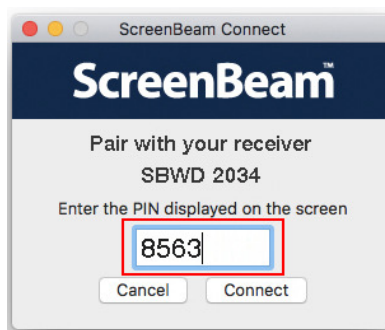 ScreenBeam Connect
ScreenBeam™
Pair with your receiver
SBWD 2034
Enter the PIN displayed on the screen
8563
Cancel Connect